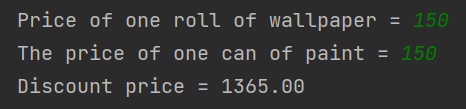 Price of one roll of wallpaper = 150
The price of one can of paint = 150
Discount price = 1365.00